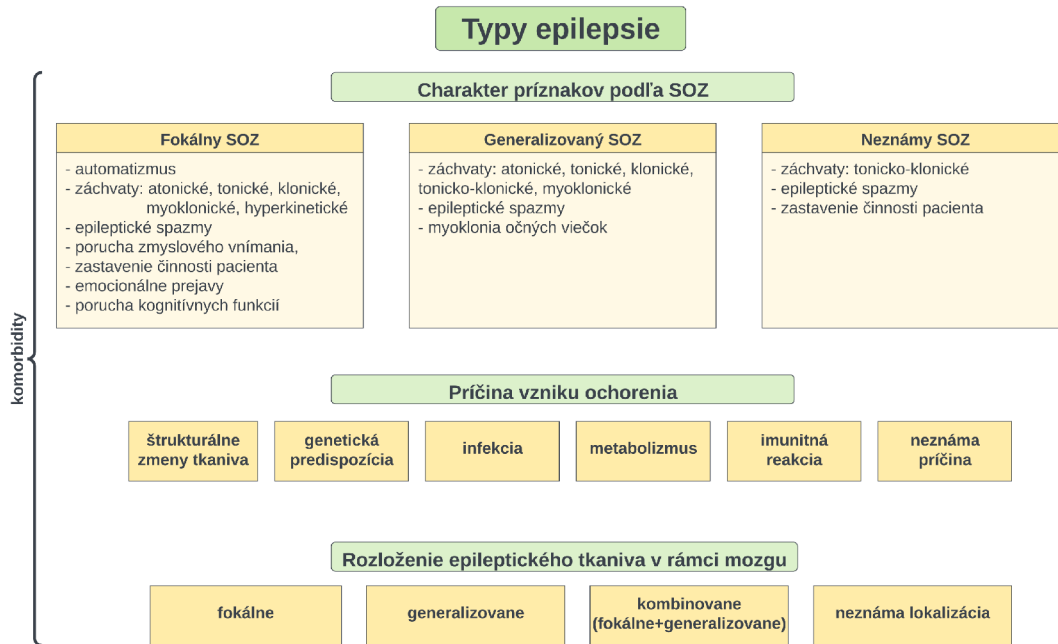 Typy epilepsie
Charakter príznakov podľa SOZ
Fokálny SOZ
- automatizmus
- záchvaty: atonické, tonické, klonické,
myoklonické, hyperkinetické
- epileptické spazmy
- porucha zmyslového vnímania,
- zastavenie činnosti pacienta
- emocionálne prejavy
- porucha kognitívnych funkcií
Generalizovaný SOZ
- záchvaty: atonické, tonické, klonické,
tonicko-klonické, myoklonické
- epileptické spazmy
- myoklonia očných viečok
Neznámy SOZ
- záchvaty: tonicko-klonické
- epileptické spazmy
- zastavenie činnosti pacienta
komorbidity
Príčina vzniku ochorenia
štrukturálne
zmeny tkaniva
genetická
predispozícia
infekcia
metabolizmus
imunitná
reakcia
neznáma
príčina
Rozloženie epileptického tkaniva v rámci mozgu
fokálne
generalizovane
kombinovane
(fokálne+generalizovane)
neznáma lokalizácia